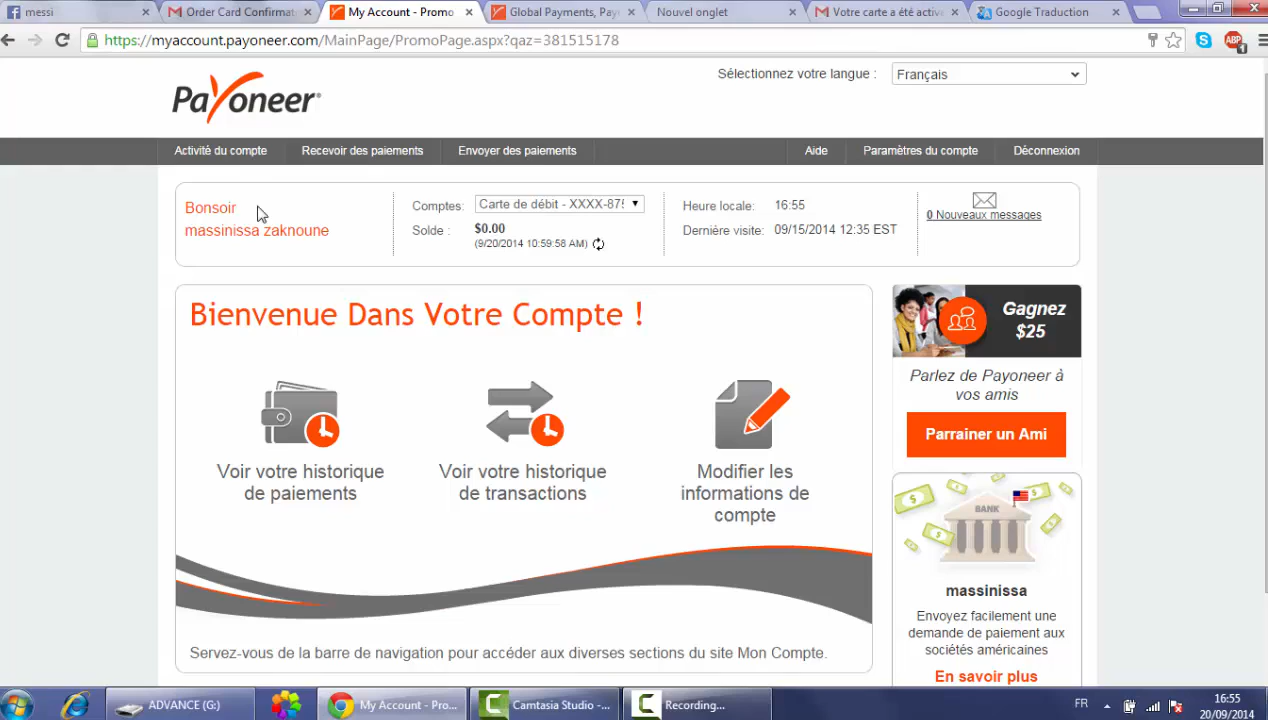 messi
Order Card Confirmat
My Account - Promo
Global Payments, Pay
Nouvel onglet
Votre carte a été activé
Google Traduction
https://myaccount.payoneer.com/MainPage/PromoPage.aspx?qaz=381515178
ABP
1
Sélectionnez votre langue :
Français
Payoneer
Activité du compte
Recevoir des paiements
Envoyer des paiements
Aide
Paramètres du compte
Déconnexion
Bonsoir
massinissa zaknoune
Comptes:
Carte de débit - XXXX-875
Solde :
$0.00
(9/20/2014 10:59:58 AM)
Heure locale:
16:55
Dernière visite:
09/15/2014 12:35 EST
0 Nouveaux messages
Bienvenue Dans Votre Compte !
Voir votre historique
de paiements
Voir votre historique
de transactions
Modifier les
informations de
compte
Servez-vous de la barre de navigation pour accéder aux diverses sections du site Mon Compte.
Gagnez
$25
Parlez de Payoneer à
vos amis
Parrainer un Ami
BANK
massinissa
Envoyez facilement une
demande de paiement aux
sociétés américaines
En savoir plus
ADVANCE (G:)
My Account - Pro...
Camtasia Studio -...
Recording...
FR
16:55
20/09/2014